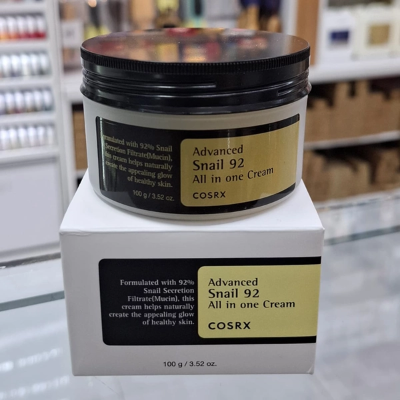 Formulated with 92% Snail
Secretion Filtrate(Mucin), this
cream helps naturally
create the appealing glow
of healthy skin.
100 g / 3.52 oz.
Advanced
Snail 92
All in one Cream
COSRX
Formulated with 92%
Snail Secretion
Filtrate(Mucin), this
cream helps naturally
create the appealing glow
of healthy skin.
Advanced
Snail 92
All in one Cream
COSRX
100 g / 3.52 oz.